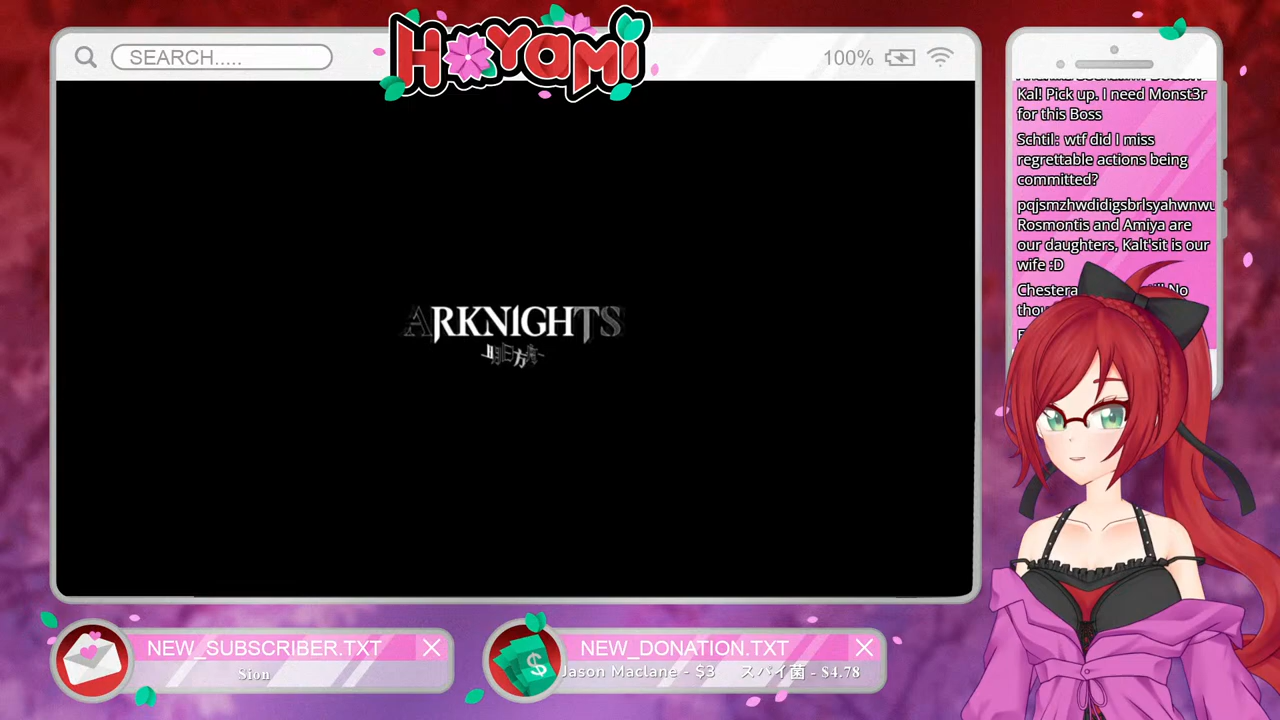 HoYami
SEARCH.....
100%
Kal! Pick up. I need Monst3r
for this Boss
Schtil: wtf did I miss
regrettable actions being
committed?
pqjsmzhwdidigsbrlsyahwnwu
Rosmontis and Amiya are
our daughters, Kalt'sit is our
wife :D
Chestera No
thou
ARKNIGHTS
明日方舟
NEW_SUBSCRIBER.TXT
Sion
NEW_DONATION.TXT
Jason Maclane - $3 スパイ菌 - $4.78